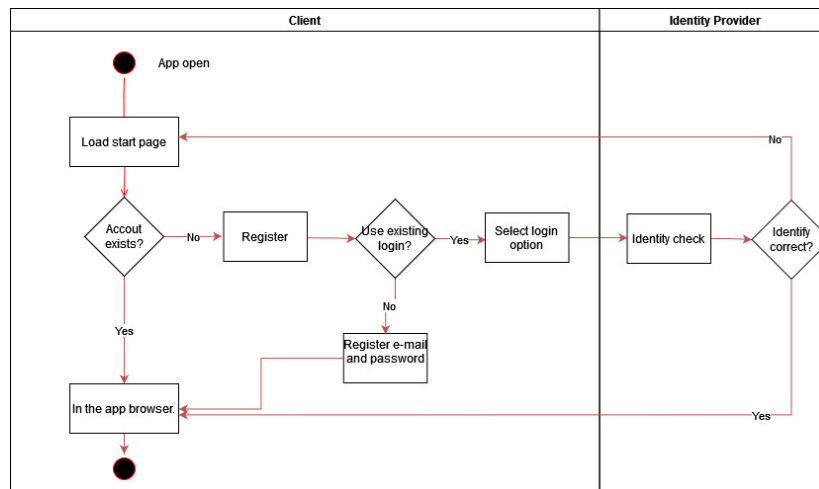 Client
Identity Provider
App open
Load start page
No
Accout
exists?
No
Register
Use existing
login?
Yes
Select login
option
Identity check
Identify
correct?
No
Yes
Register e-mail
and password
In the app browser.
Yes